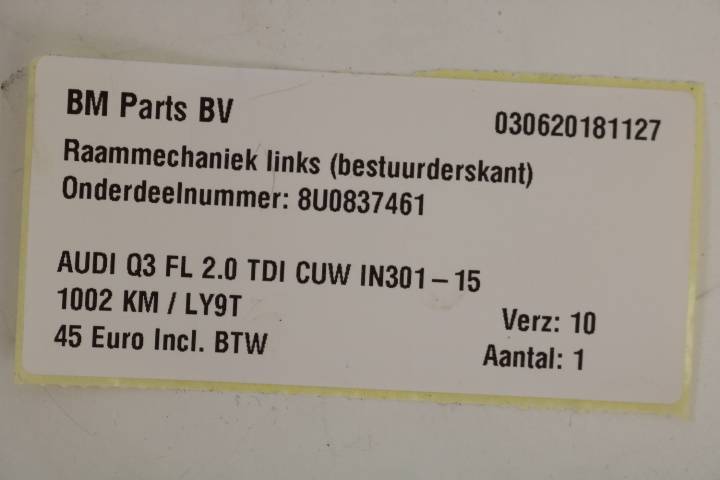 BM Parts BV
030620181127
Raammechaniek links (bestuurderskant)
Onderdeelnummer: 8U0837461
AUDI Q3 FL 2.0 TDI CUW IN301-15
1002 KM / LY9T
Verz: 10
45 Euro Incl. BTW
Aantal: 1